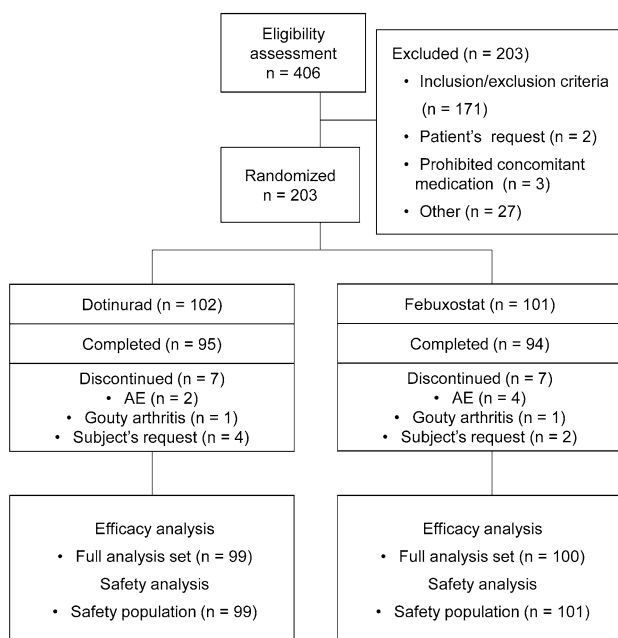 Eligibility
assessment
n = 406
Excluded (n = 203)
• Inclusion/exclusion criteria
(n = 171)
• Patient's request (n = 2)
• Prohibited concomitant
medication (n = 3)
• Other (n = 27)
Randomized
n = 203
Dotinurad (n = 102)
Completed (n = 95)
Discontinued (n = 7)
• AE (n = 2)
• Gouty arthritis (n = 1)
• Subject's request (n = 4)
Efficacy analysis
• Full analysis set (n = 99)
Safety analysis
• Safety population (n = 99)
Febuxostat (n = 101)
Completed (n = 94)
Discontinued (n = 7)
• AE (n = 4)
• Gouty arthritis (n = 1)
• Subject's request (n = 2)
Efficacy analysis
• Full analysis set (n = 100)
Safety analysis
• Safety population (n = 101)